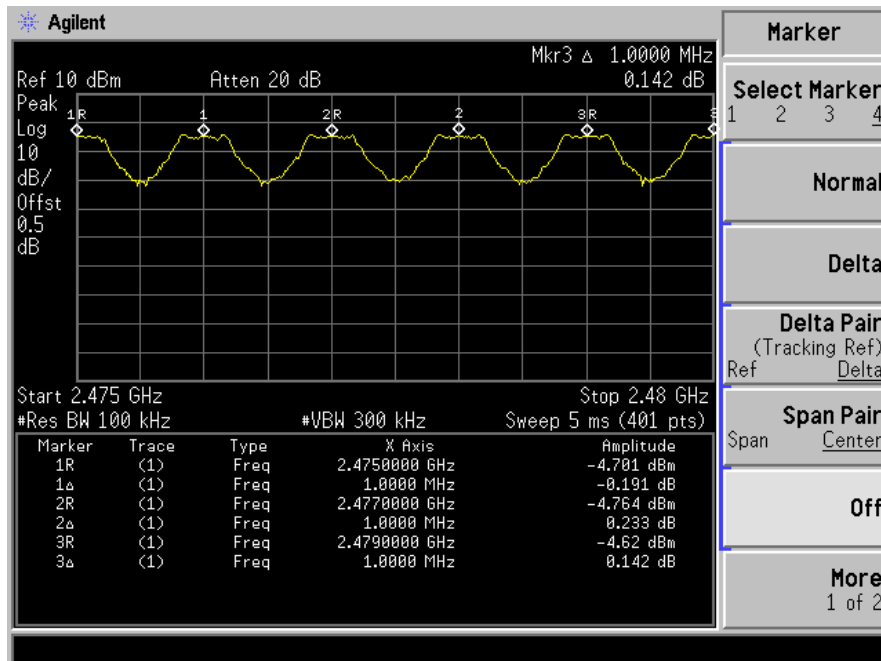 Agilent
Marker
Mkr3 Δ 1.0000 MHz
Ref 10 dBm Atten 20 dB 0.142 dB
Peak
Log
10
dB/
Offst
0.5
dB
1R 1 2R 2 3R 3
Start 2.475 GHz Stop 2.48 GHz
#Res BW 100 kHz #VBW 300 kHz Sweep 5 ms (401 pts)
Marker Trace Type X Axis Amplitude
1R (1) Freq 2.4750000 GHz -4.701 dBm
1Δ (1) Freq 1.0000 MHz -0.191 dBm
2R (1) Freq 2.4770000 GHz -4.764 dBm
2Δ (1) Freq 1.0000 MHz 0.233 dB
3R (1) Freq 2.4790000 GHz -4.62 dBm
3Δ (1) Freq 1.0000 MHz 0.142 dB
Select Marker
1 2 3 4
Normal
Delta
Delta Pair
(Tracking Ref)
Ref Delta
Span Pair
Span Center
Off
More
1 of 2